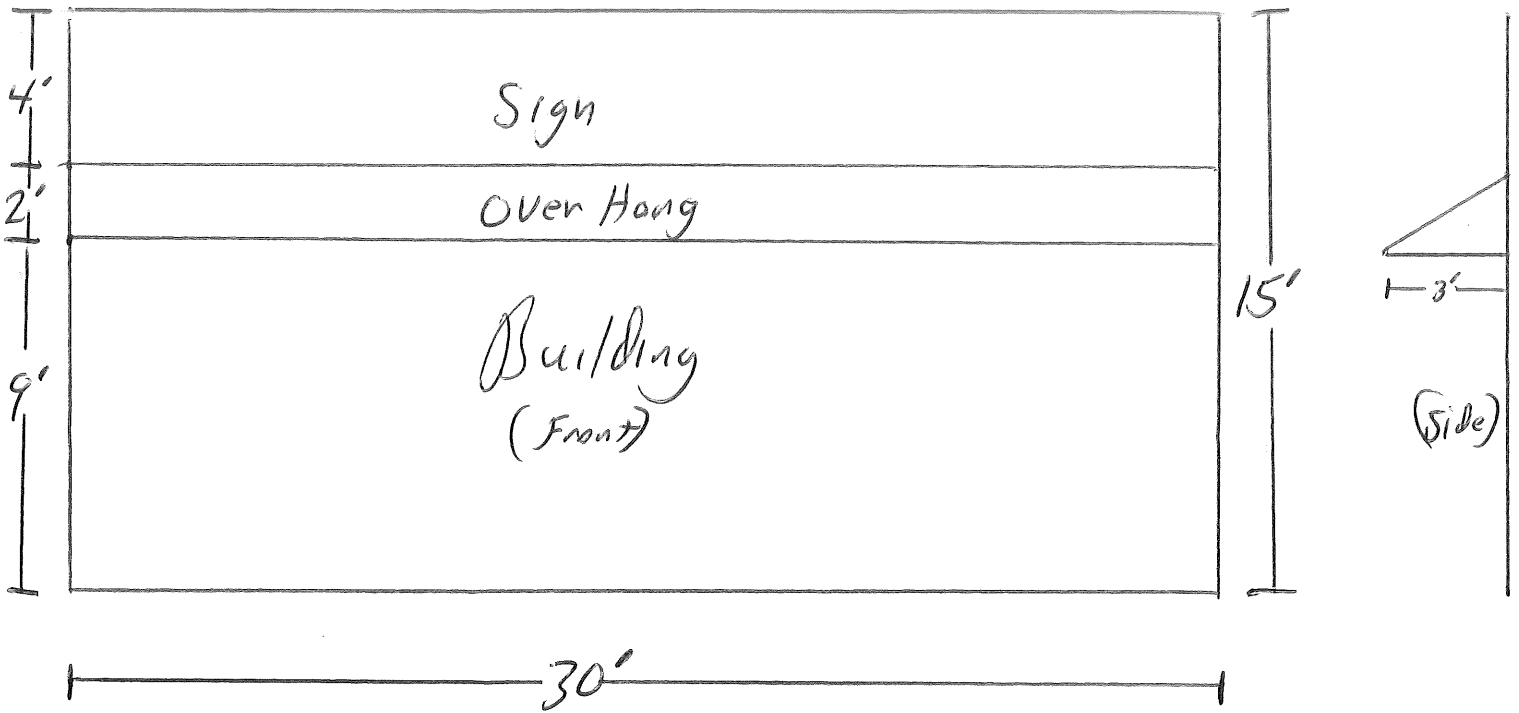 4'
Sign
2'
Over Hang
15'
3'
Building
9'
(Front)
(Side)
30'